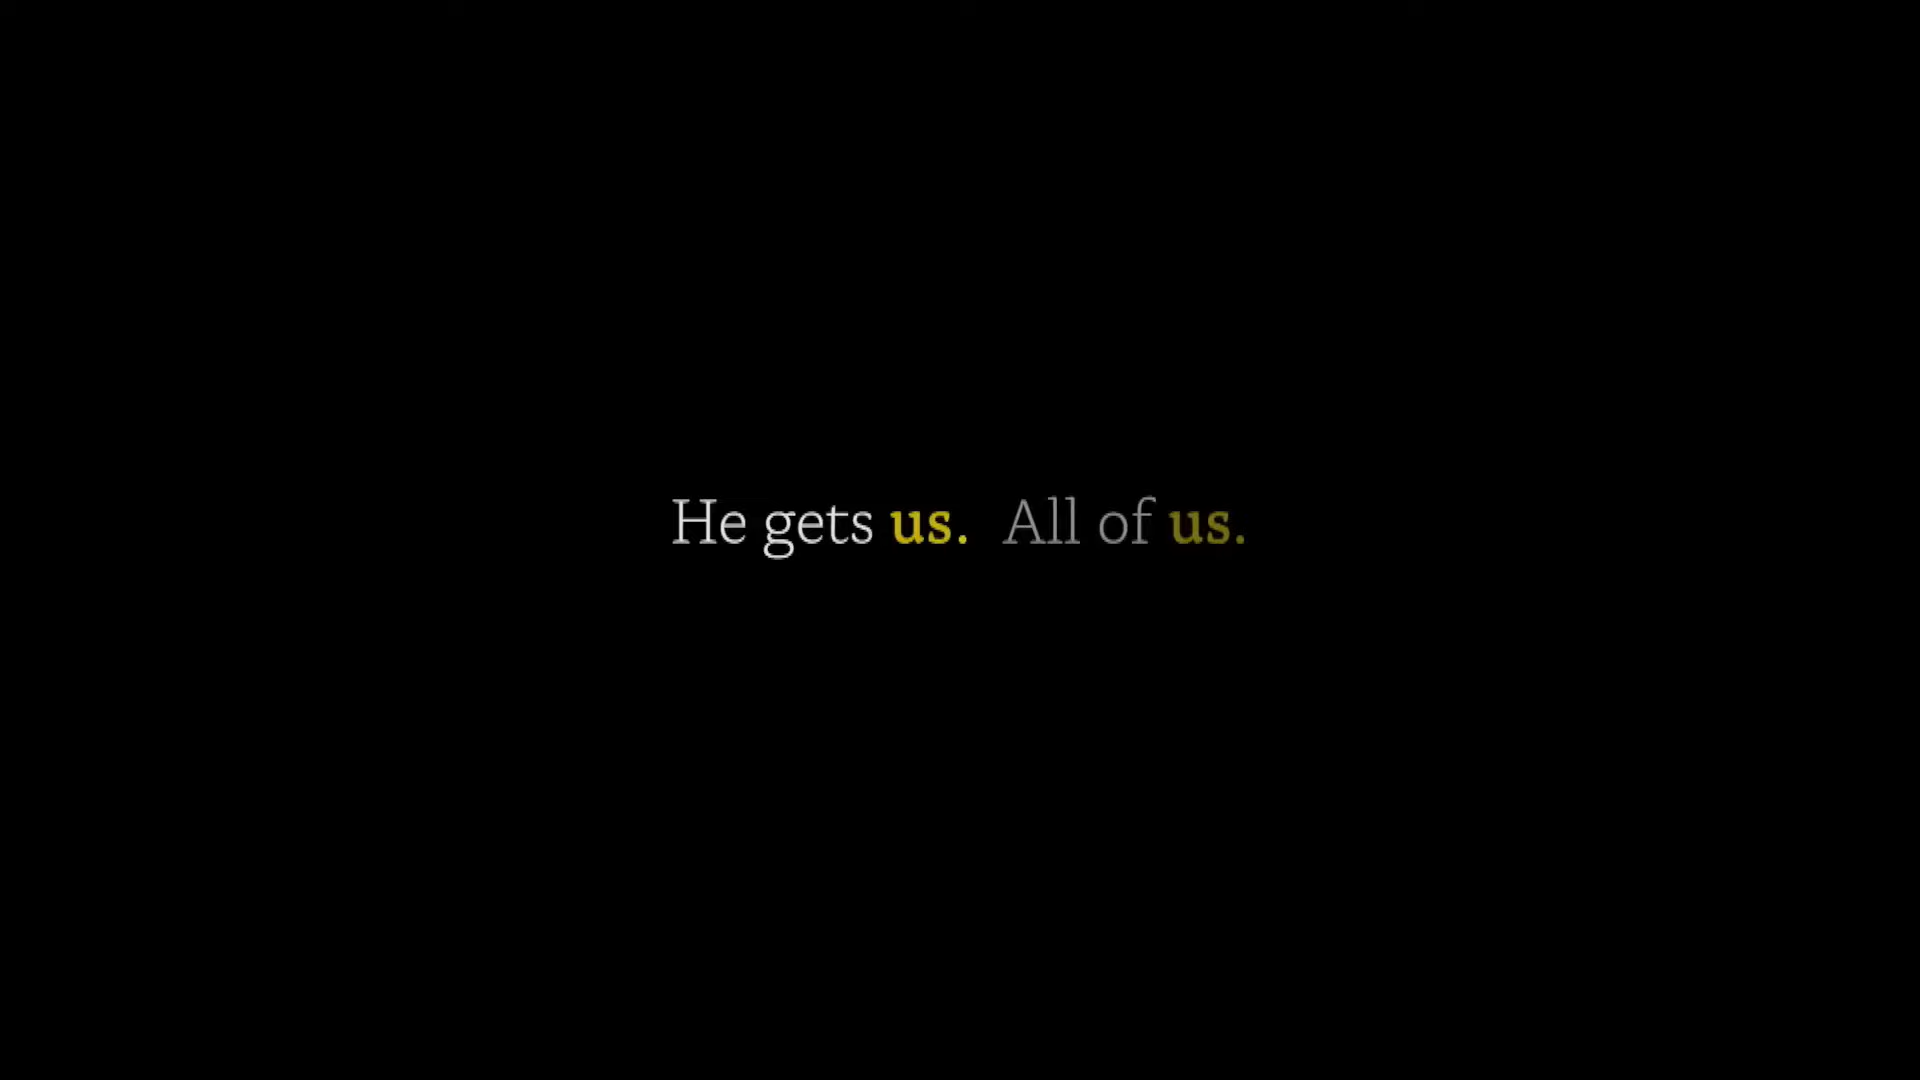 He gets us. All of us.